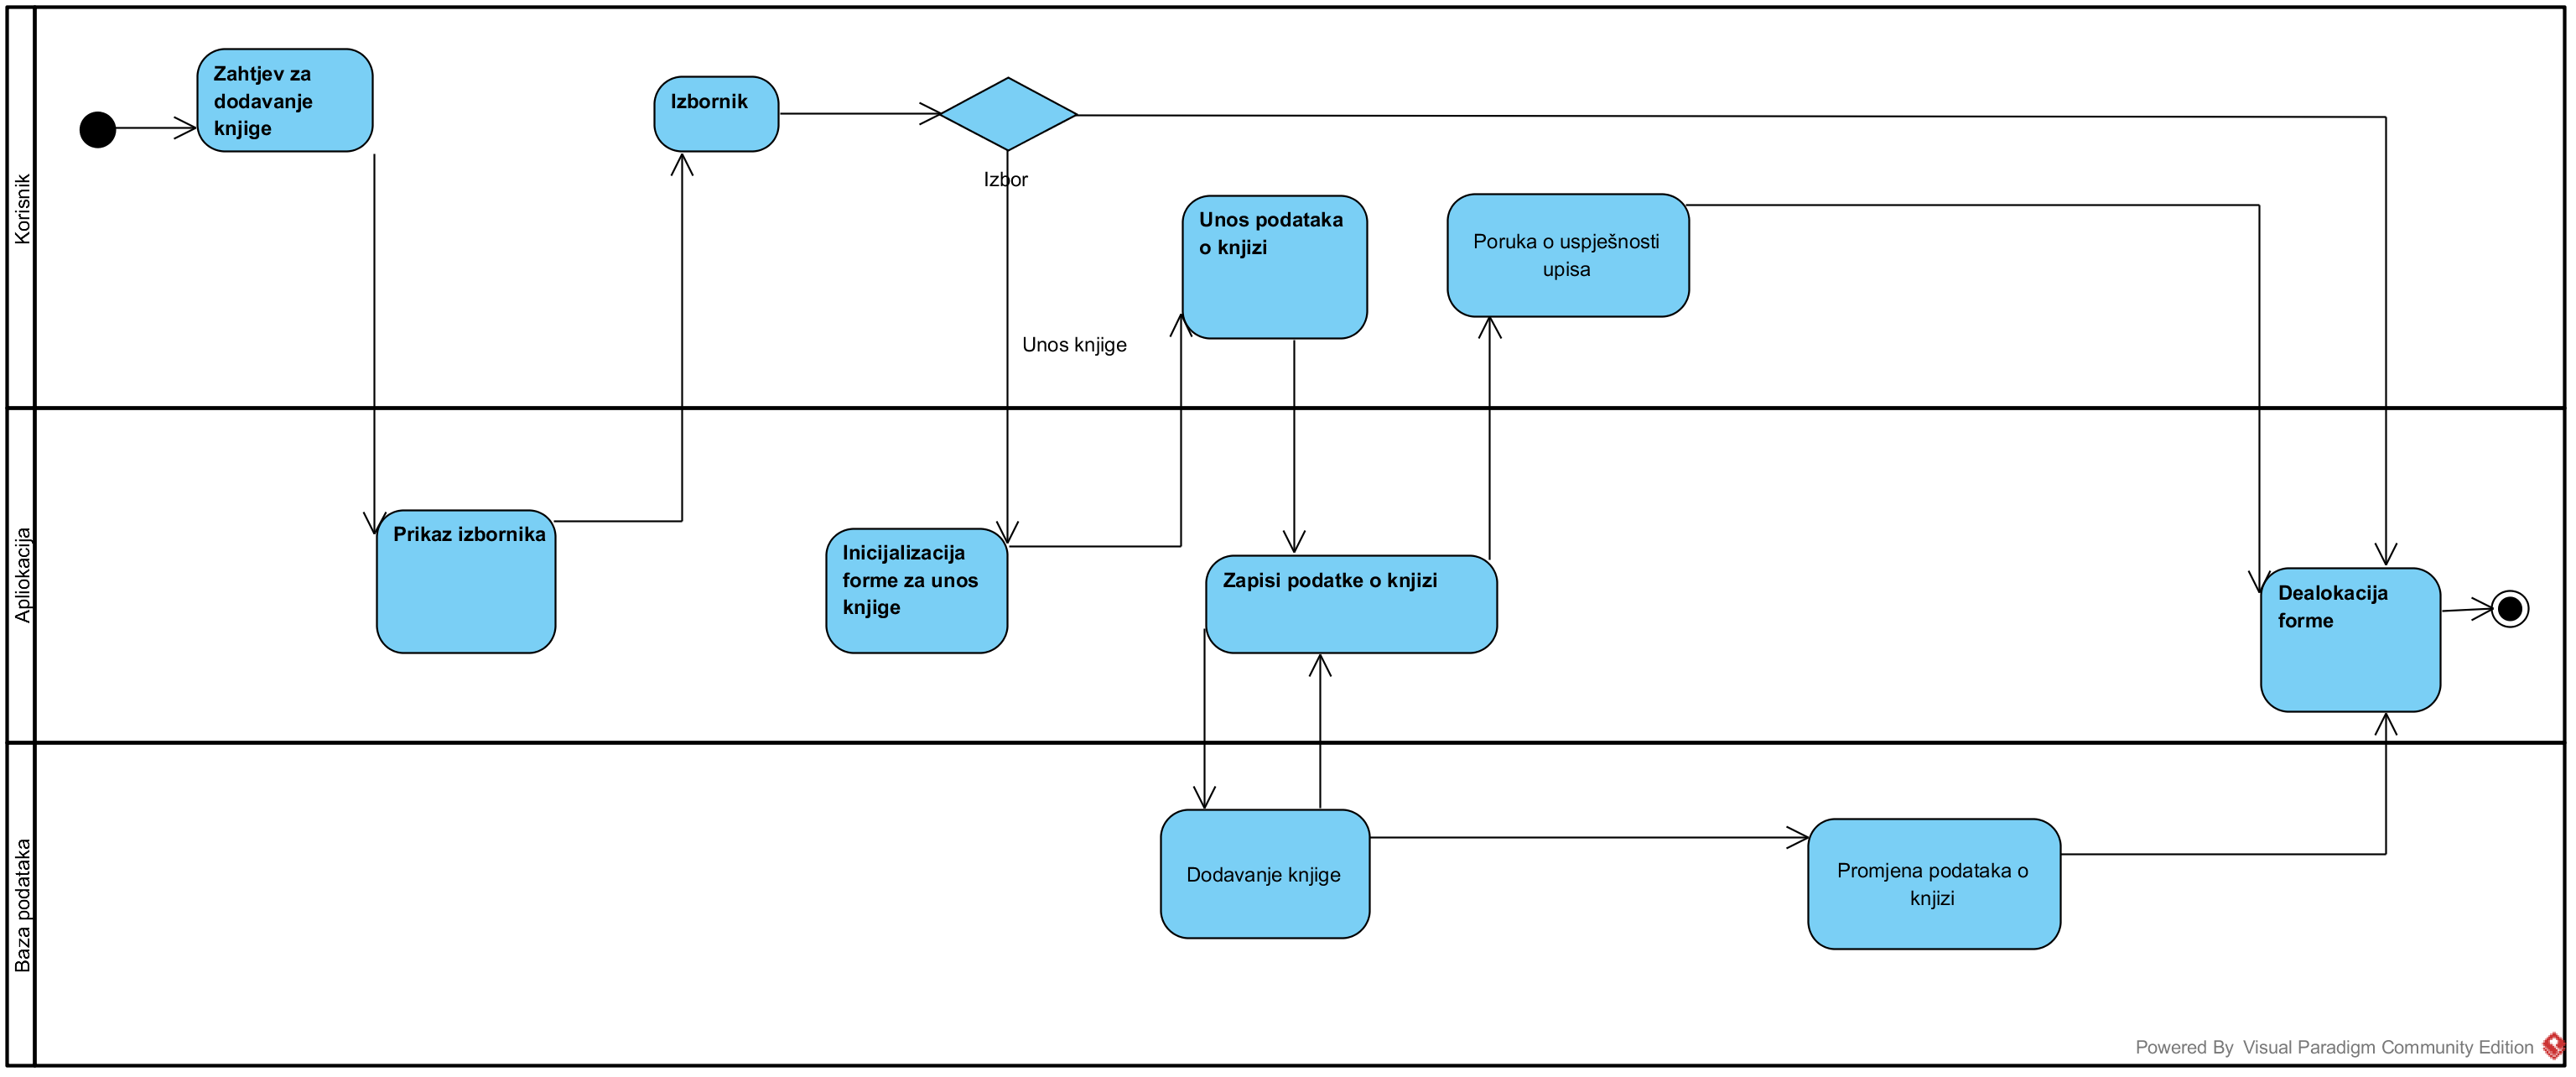 Korisnik
Zahtjev za
dodavanje
knjige
Izbornik
Izbor
Unos podataka
o knjizi
Poruka o uspješnosti
upisa
Unos knjige
Apliokacija
Prikaz izbornika
Inicijalizacija
forme za unos
knjige
Zapisi podatke o knjizi
Dealokacija
forme
Baza podataka
Dodavanje knjige
Promjena podataka o
knjizi
Powered By Visual Paradigm Community Edition